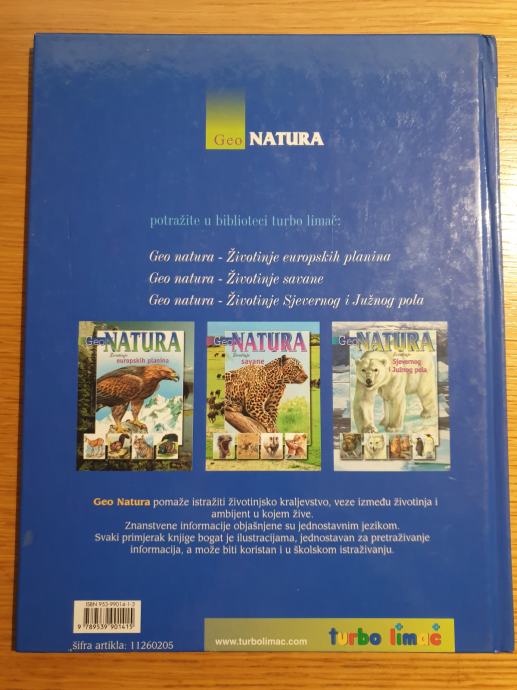 Geo NATURA
potražite u biblioteci turbo limač:
Geo natura - Životinje europskih planina
Geo natura - Životinje savane
Geo natura - Životinje Sjevernog i Južnog pola
Geo NATURA
Životinje
europskih planina
Geo NATURA
Životinje
savane
Geo NATURA
Životinje
Sjevernog
i Južnog pola
Geo Natura pomaže istražiti životinjsko kraljevstvo, veze između životinja i
ambijent u kojem žive.
Znanstvene informacije objašnjene su jednostavnim jezikom.
Svaki primjerak knjige bogat je ilustracijama, jednostavan za pretraživanje
informacija, a može biti koristan i u školskom istraživanju.
ISBN 953-99014-1-3
9 789539 901415
šifra artikla: 11260205
www.turbolimac.com
turbo limač